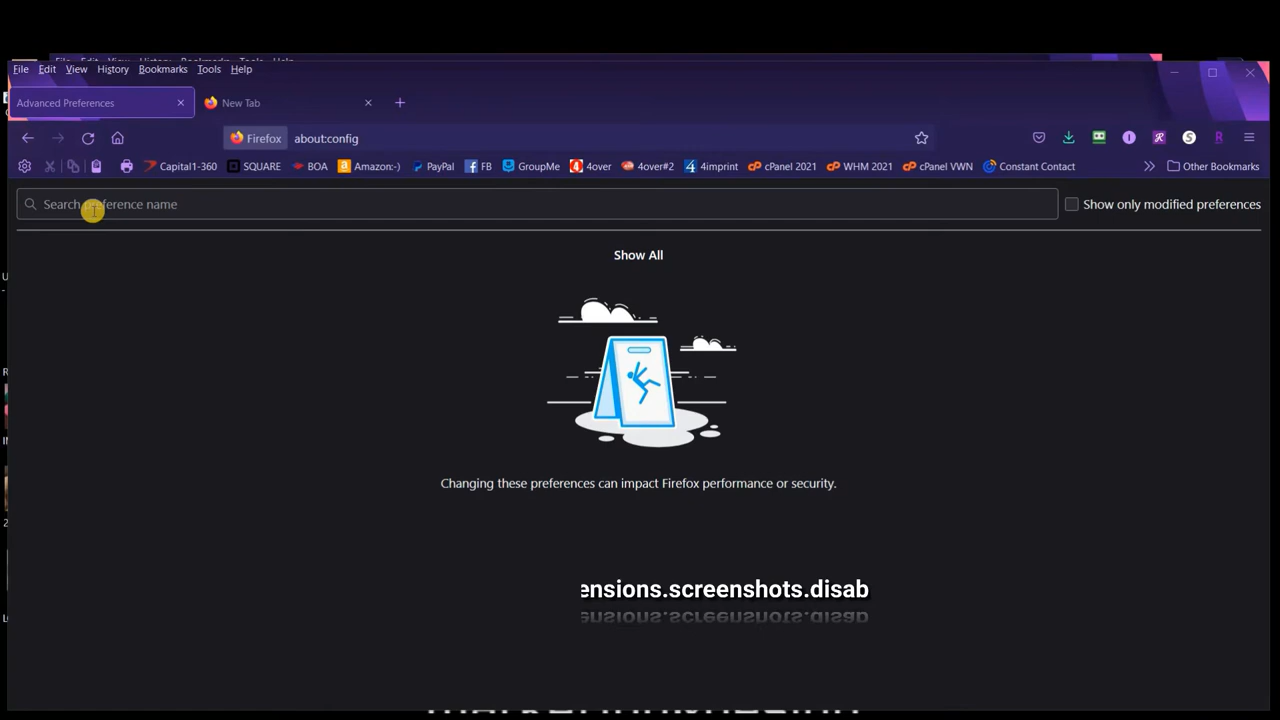 File Edit View History Bookmarks Tools Help
Advanced Preferences
New Tab
Firefox about:config
Capital1-360 SQUARE BOA Amazon:-) PayPal FB GroupMe 4over 4over#2 4imprint cPanel 2021 WHM 2021 cPanel VWN Constant Contact Other Bookmarks
Search preference name
Show only modified preferences
Show All
Changing these preferences can impact Firefox performance or security.
ensions.screenshots.disab